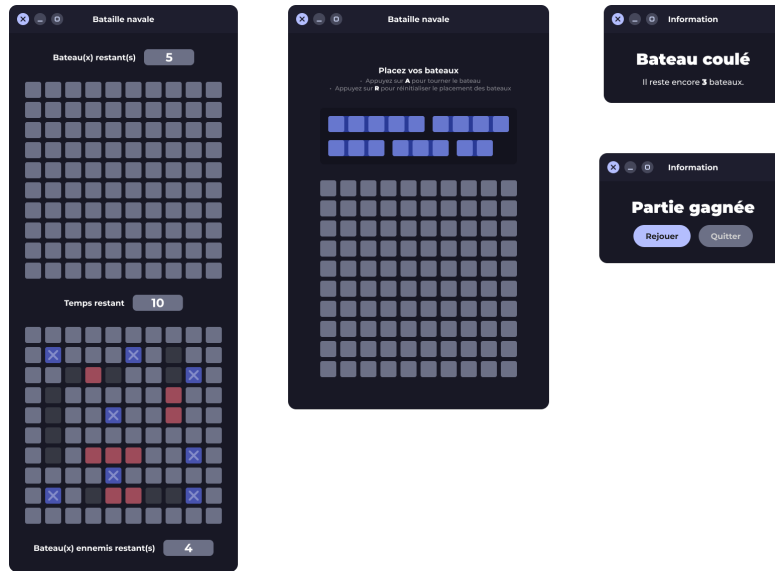 Bataille navale
Bateau(x) restant(s) 5
Temps restant 10
Bateau(x) ennemis restant(s) 4
Bataille navale
Placez vos bateaux
- Appuyez sur A pour tourner le bateau
- Appuyez sur R pour réinitialiser le placement des bateaux
Information
Bateau coulé
Il reste encore 3 bateaux.
Information
Partie gagnée
Rejouer Quitter